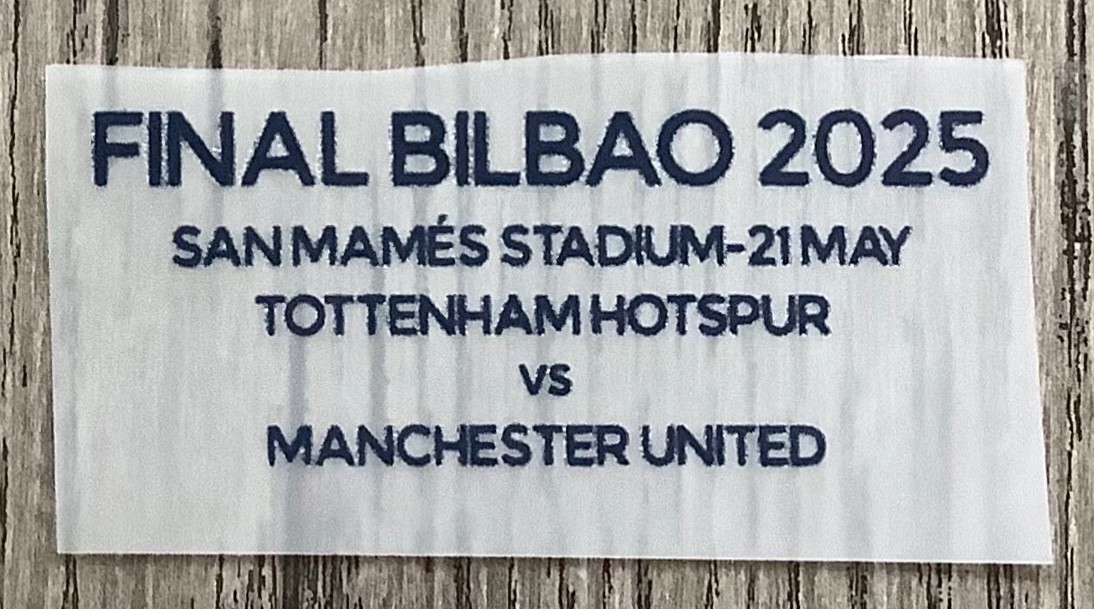 FINAL BILBAO 2025
SAN MAMÉS STADIUM-21 MAY
TOTTENHAM HOTSPUR
VS
MANCHESTER UNITED